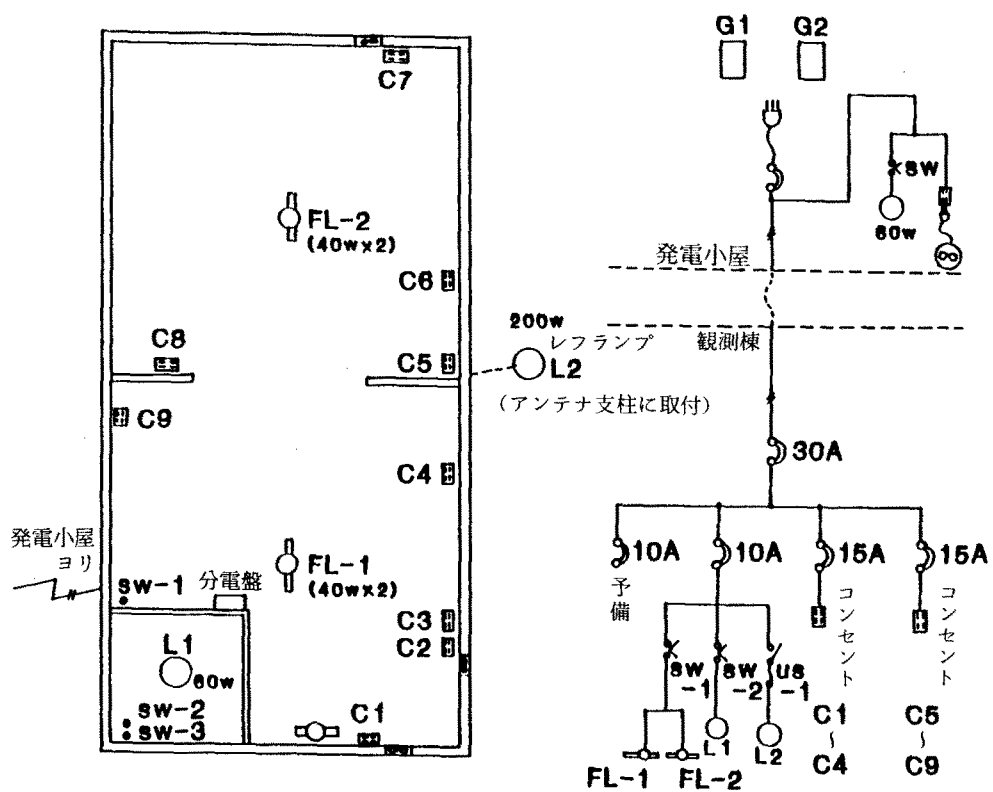 C7
FL-2
(40w×2)
C6
C8
C5
C9
200w
レフランプ
L2
(アンテナ支柱に取付)
C4
発電小屋
ヨリ
sw-1
分電盤
FL-1
(40w×2)
C3
C2
L1
60w
sw-2
sw-3
C1
G1
G2
sw
60w
発電小屋
観測棟
30A
10A
予備
10A
15A
コンセント
15A
コンセント
sw
-1
sw
-2
us
-1
L1
L2
FL-1
FL-2
C1
~
C4
C5
~
C9